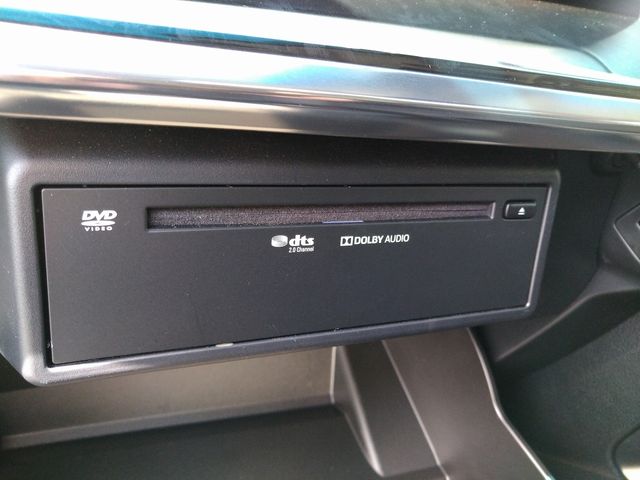 DVD
VIDEO
dts
2.0 Channel
DOLBY AUDIO